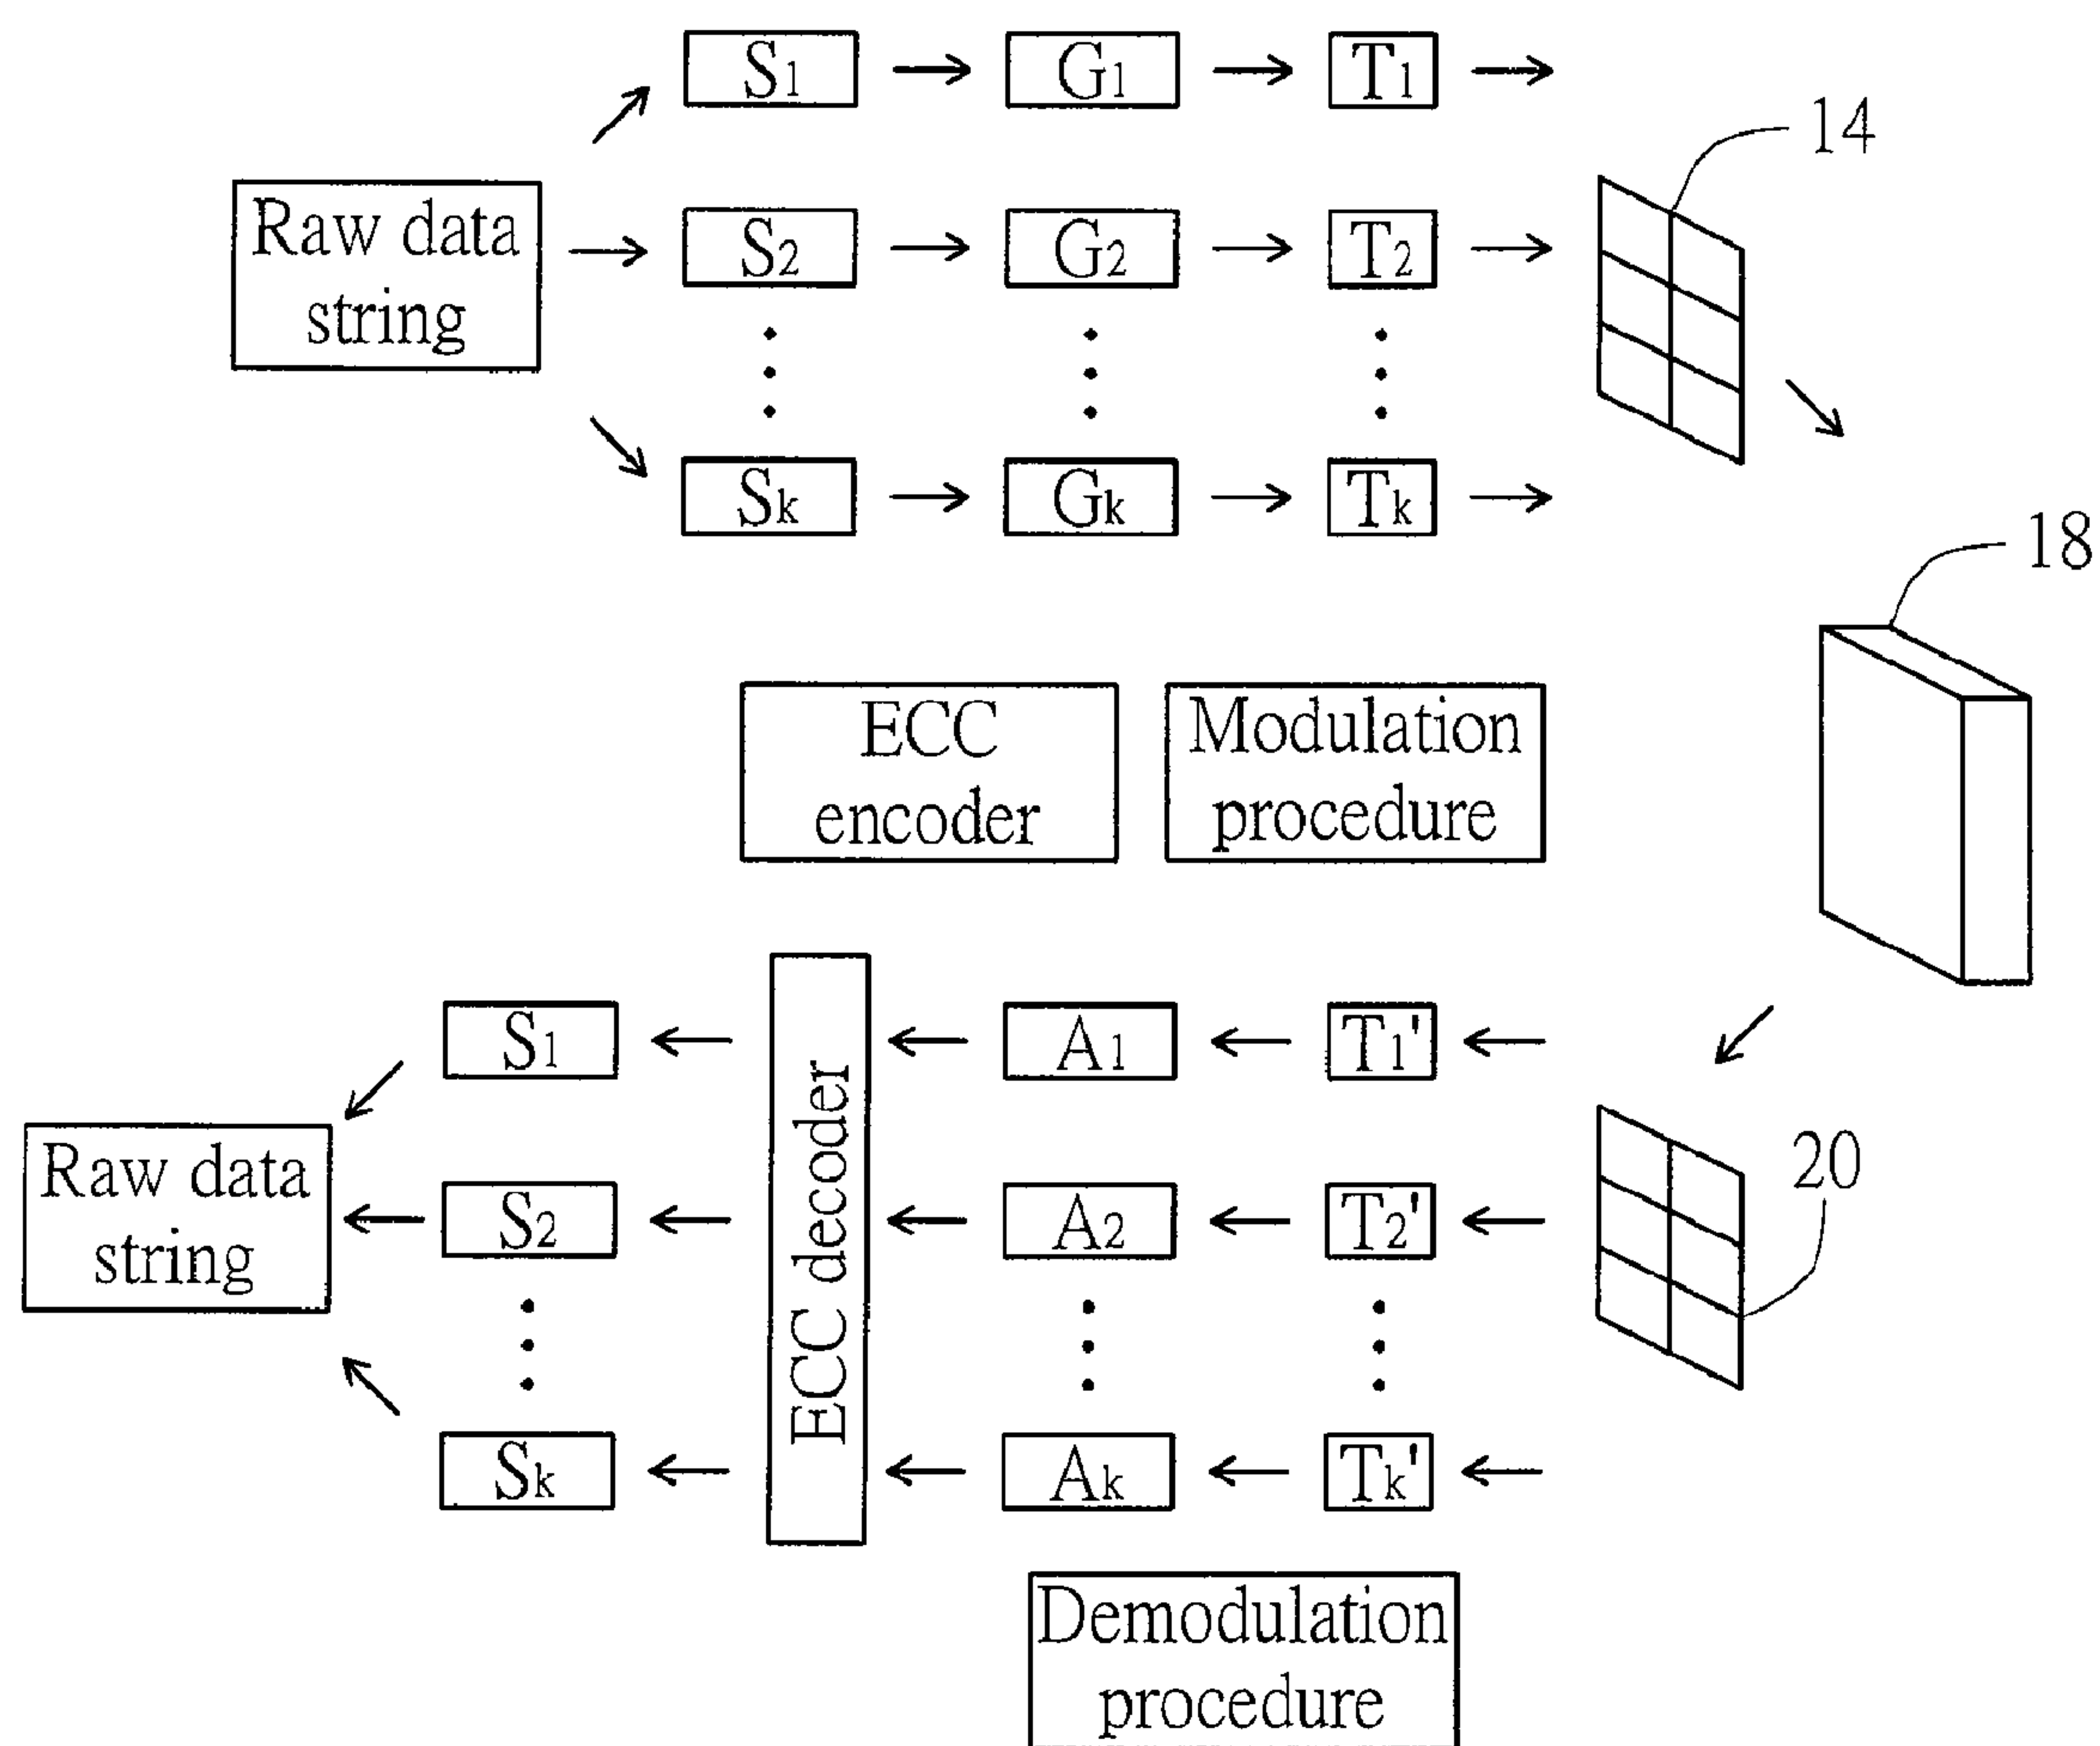 S1 G1 T1
14
Raw data
string
S2 G2 T2
Sk Gk Tk
18
ECC
encoder
Modulation
procedure
S1 ECC decoder A1 T1'
Raw data
string
S2 A2 T2'
20
Sk Ak Tk'
Demodulation
procedure